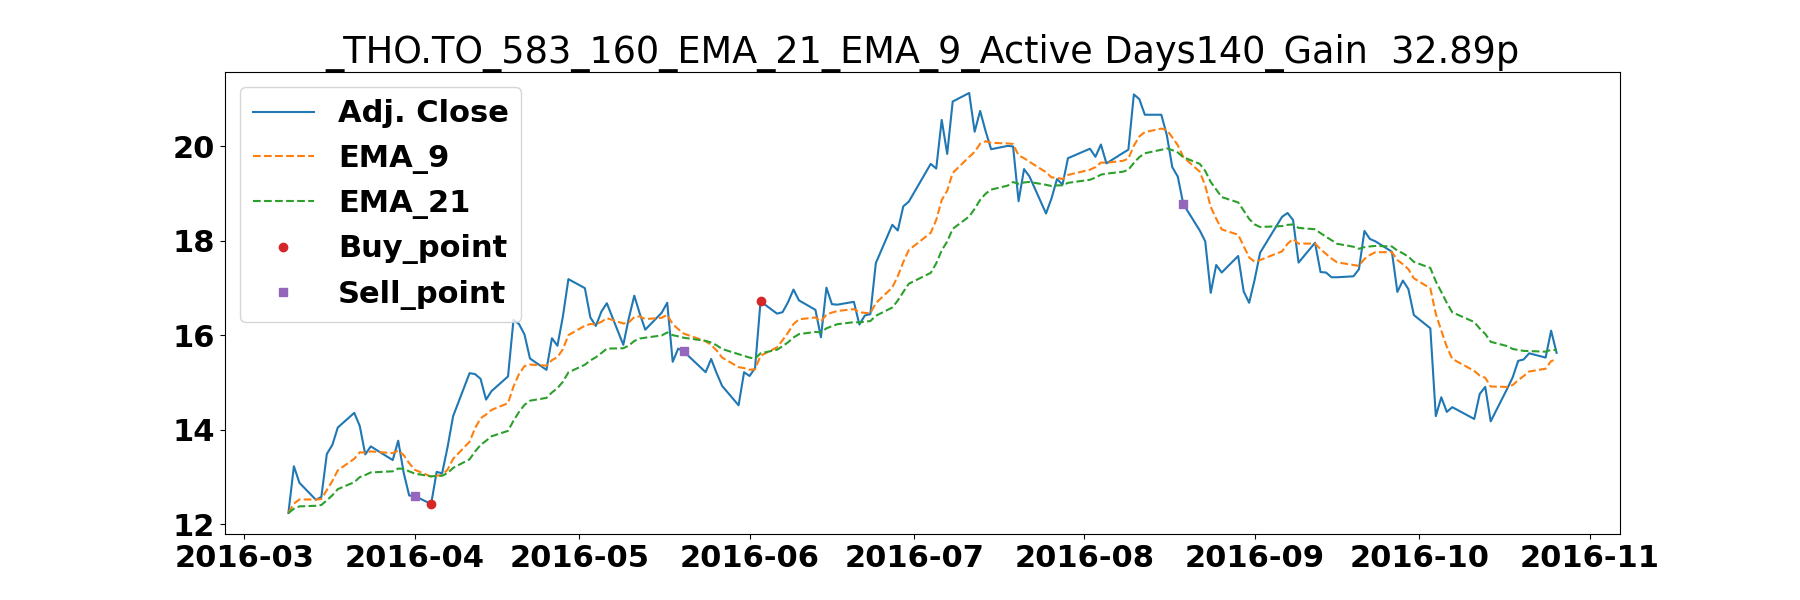 _THO.TO_583_160_EMA_21_EMA_9_Active Days140_Gain  32.89p
Adj. Close
EMA_9
EMA_21
Buy_point
Sell_point
20
18
16
14
12
2016-03 2016-04 2016-05 2016-06 2016-07 2016-08 2016-09 2016-10 2016-11